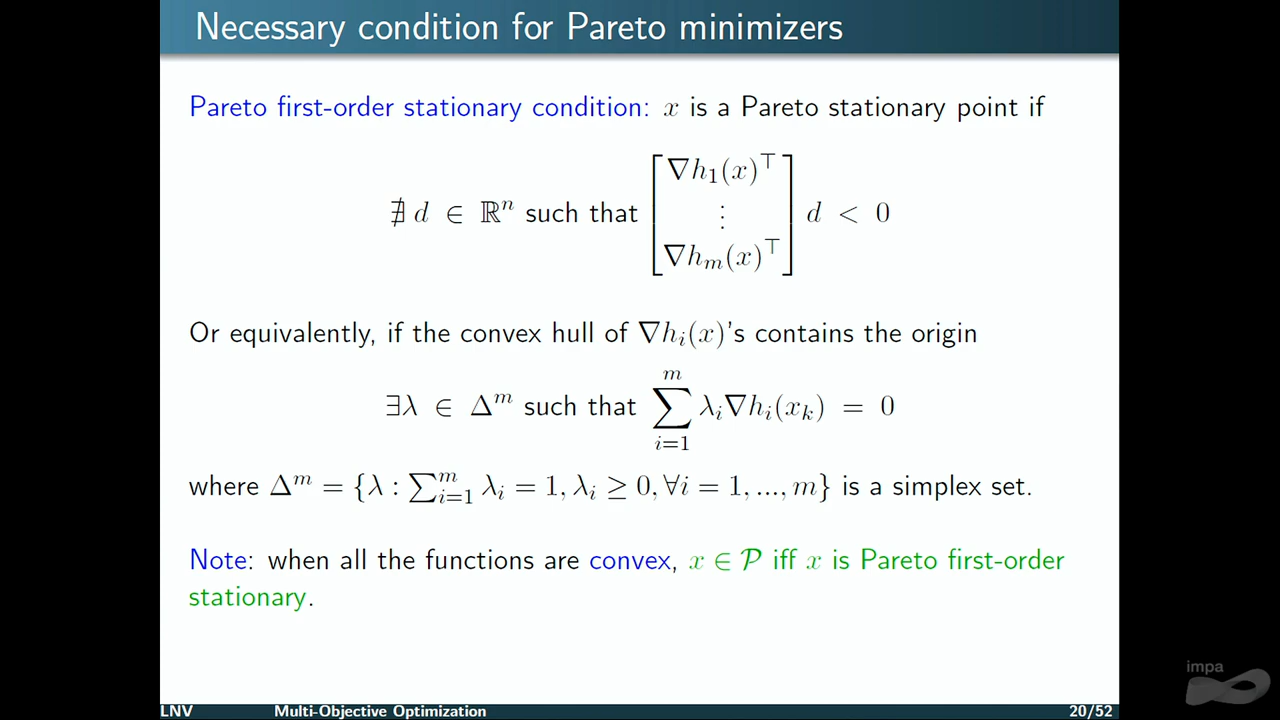 Necessary condition for Pareto minimizers
Pareto first-order stationary condition: x is a Pareto stationary point if
∄ d ∈ ℝⁿ such that [∇h₁(x)^⊤ ⋮ ∇hₘ(x)^⊤] d < 0
Or equivalently, if the convex hull of ∇hᵢ(x)'s contains the origin
∃λ ∈ Δᵐ such that ∑_{i=1}^{m} λᵢ∇hᵢ(xₖ) = 0
where Δᵐ = {λ : ∑_{i=1}^{m} λᵢ = 1, λᵢ ≥ 0, ∀i = 1, ..., m} is a simplex set.
Note: when all the functions are convex, x ∈ 𝒫 iff x is Pareto first-order
stationary.
impa
LNV Multi-Objective Optimization 20/52